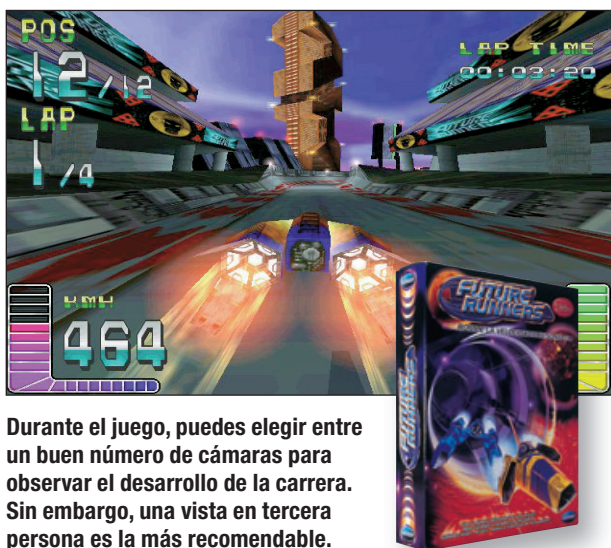 POS
12/12
LAP
1/4
LAP TIME
00:03:20
KMH
464
FUTURE
RUNNERS
FUTURE RUNNERS
Durante el juego, puedes elegir entre
un buen número de cámaras para
observar el desarrollo de la carrera.
Sin embargo, una vista en tercera
persona es la más recomendable.